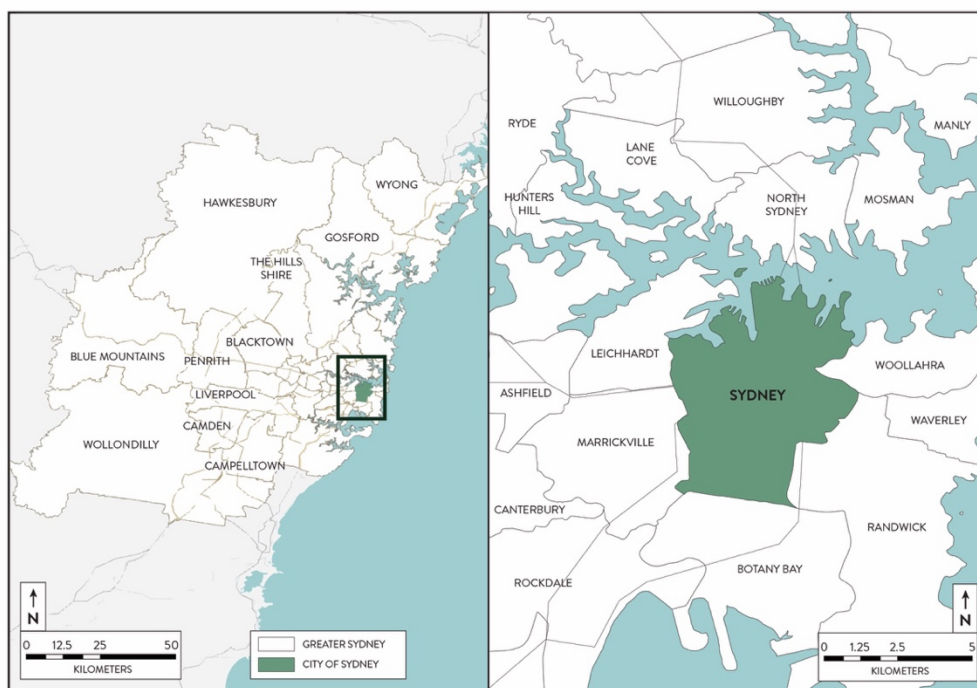 WYONG
HAWKESBURY
GOSFORD
THE HILLS
SHIRE
BLACKTOWN
BLUE MOUNTAINS
PENRITH
LIVERPOOL
CAMDEN
WOLLONDILLY
CAMPELLTOWN
N
0 12.5 25 50
KILOMETERS
GREATER SYDNEY
CITY OF SYDNEY
WILLOUGHBY
RYDE
MANLY
LANE
COVE
HUNTERS
HILL
NORTH
SYDNEY
MOSMAN
LEICHHARDT
WOOLLAHRA
ASHFIELD
SYDNEY
WAVERLEY
MARRICKVILLE
CANTERBURY
RANDWICK
ROCKDALE
BOTANY BAY
N
0 1.25 2.5 5
KILOMETERS